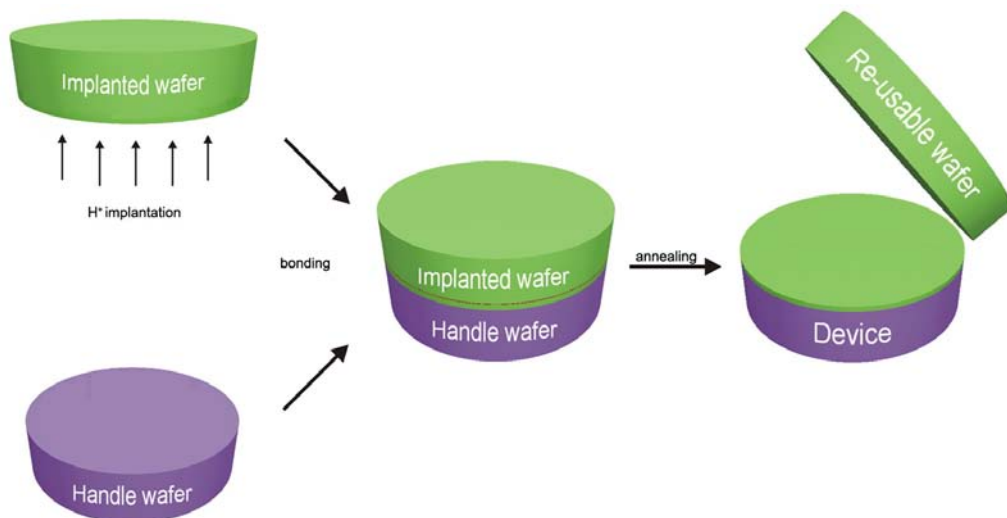 Implanted wafer
H⁺ implantation
bonding
Handle wafer
Implanted wafer
Handle wafer
annealing
Re-usable wafer
Device